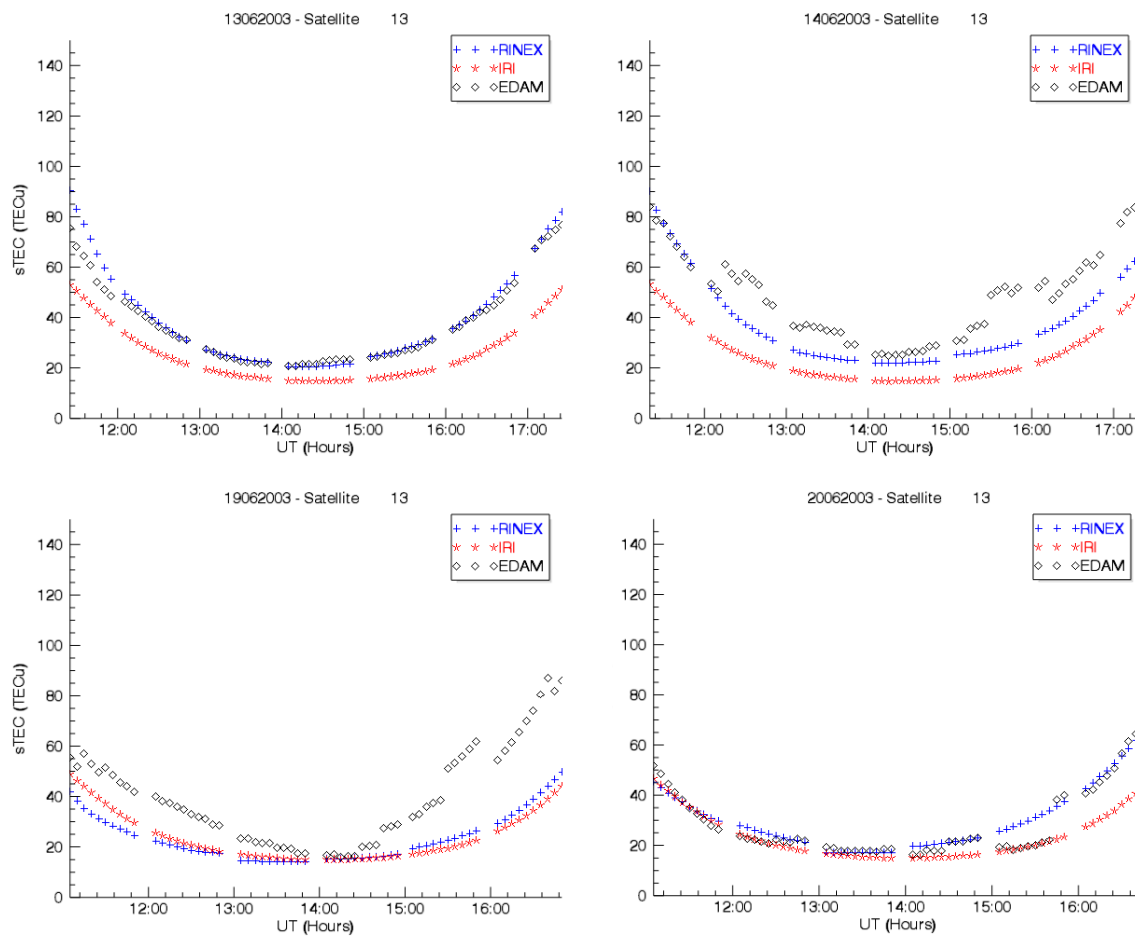 13062003 - Satellite 13
140
120
100
80
60
40
20
0
sTEC (TECu)
+ + +RINEX
* * *IRI
◇ ◇ ◇EDAM
12:00 13:00 14:00 15:00 16:00 17:00
UT (Hours)
14062003 - Satellite 13
140
120
100
80
60
40
20
0
+ + +RINEX
* * *IRI
◇ ◇ ◇EDAM
12:00 13:00 14:00 15:00 16:00 17:00
UT (Hours)
19062003 - Satellite 13
140
120
100
80
60
40
20
0
sTEC (TECu)
+ + +RINEX
* * *IRI
◇ ◇ ◇EDAM
12:00 13:00 14:00 15:00 16:00
UT (Hours)
20062003 - Satellite 13
140
120
100
80
60
40
20
0
+ + +RINEX
* * *IRI
◇ ◇ ◇EDAM
12:00 13:00 14:00 15:00 16:00
UT (Hours)